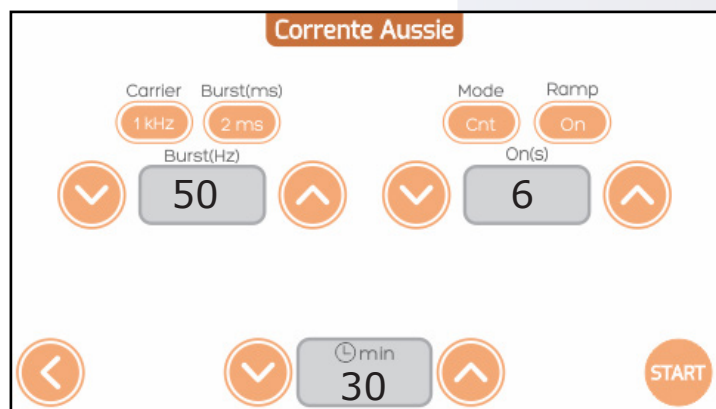 Corrente Aussie
Carrier Burst(ms) Mode Ramp
1 kHz 2 ms Cnt On
Burst(Hz) On(s)
50 6
min
30
START